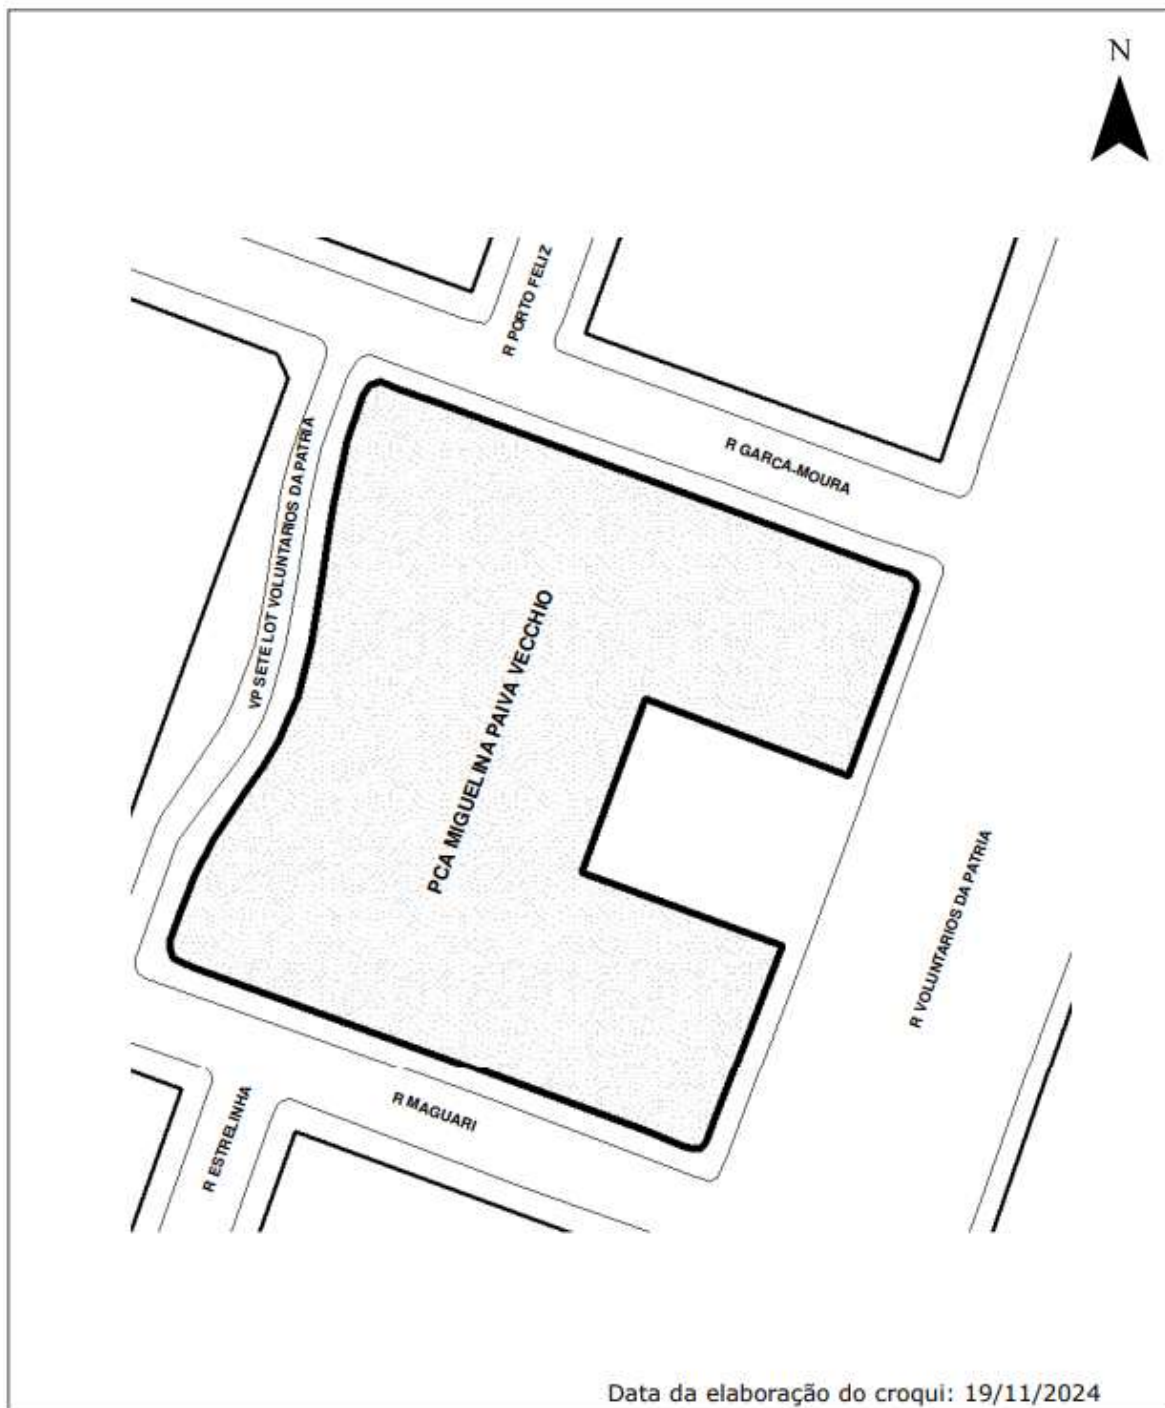 N
R PORTO FELIZ
R GARCA-MOURA
VP SETE LOT VOLUNTARIOS DA PATRIA
PCA MIGUELINA PAIVA VECCHIO
R VOLUNTARIOS DA PATRIA
R MAGUARI
R ESTRELINHA
Data da elaboração do croqui: 19/11/2024